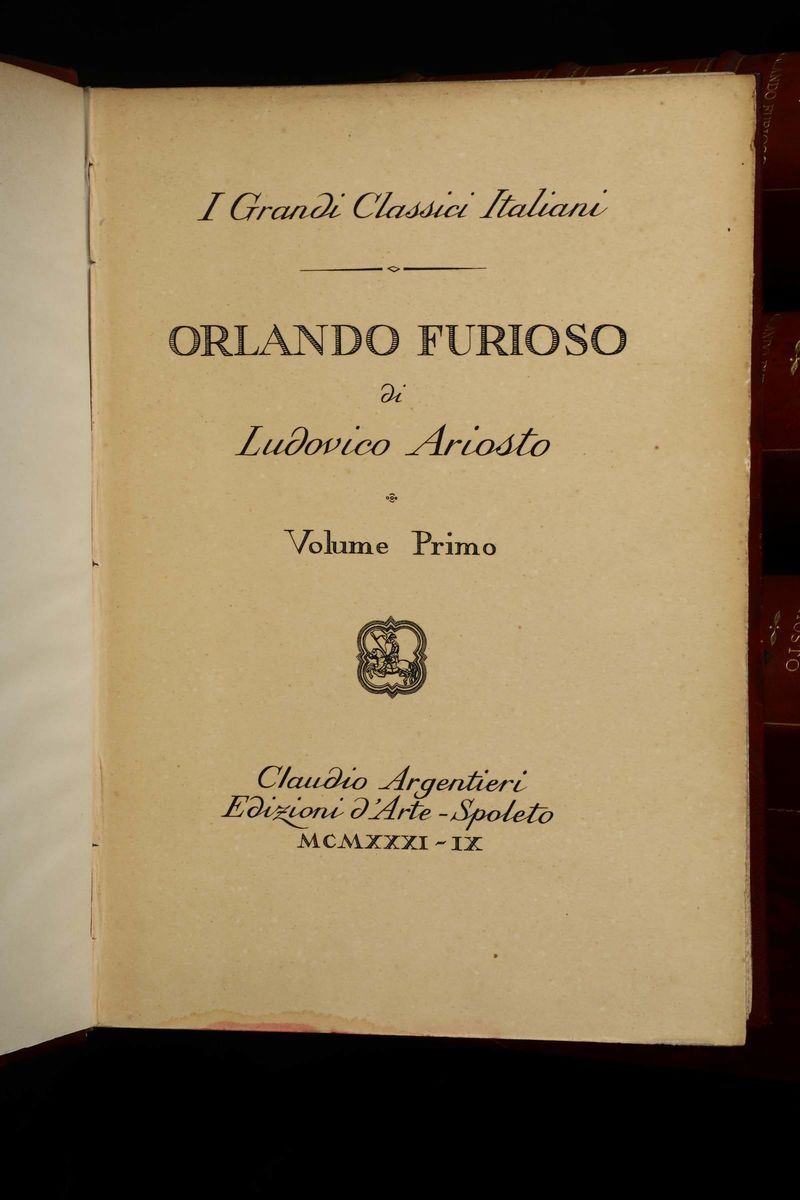 I Grandi Classici Italiani
ORLANDO FURIOSO
di
Ludovico Ariosto
Volume Primo
Claudio Argentieri
Edizioni d'Arte - Spoleto
MCMXXXI - IX